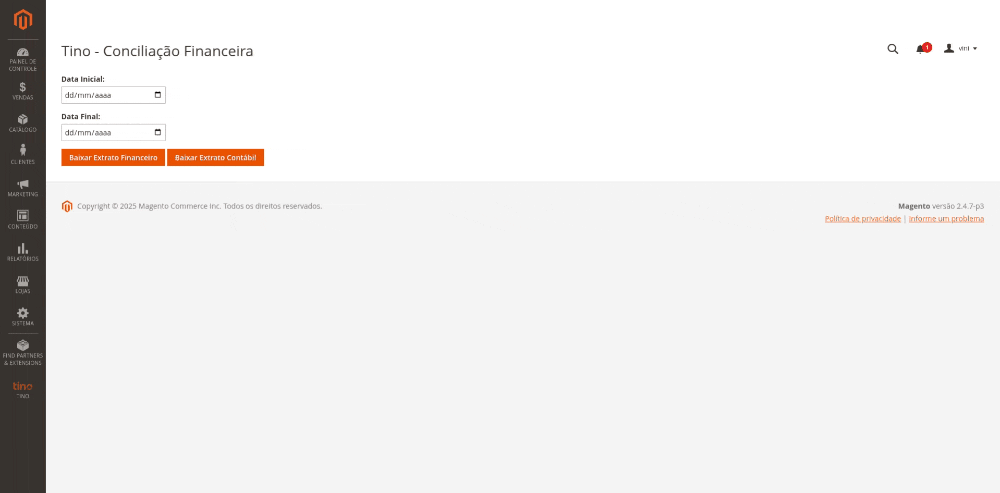 Tino - Conciliação Financeira
1
vini
Data Inicial:
dd/mm/aaaa
Data Final:
dd/mm/aaaa
Baixar Extrato Financeiro
Baixar Extrato Contábil
PAINEL DE
CONTROLE
VENDAS
CATÁLOGO
CLIENTES
MARKETING
CONTEÚDO
RELATÓRIOS
LOJAS
SISTEMA
FIND PARTNERS
& EXTENSIONS
tino
TINO
Copyright © 2025 Magento Commerce Inc. Todos os direitos reservados.
Magento versão 2.4.7-p3
Política de privacidade | Informe um problema